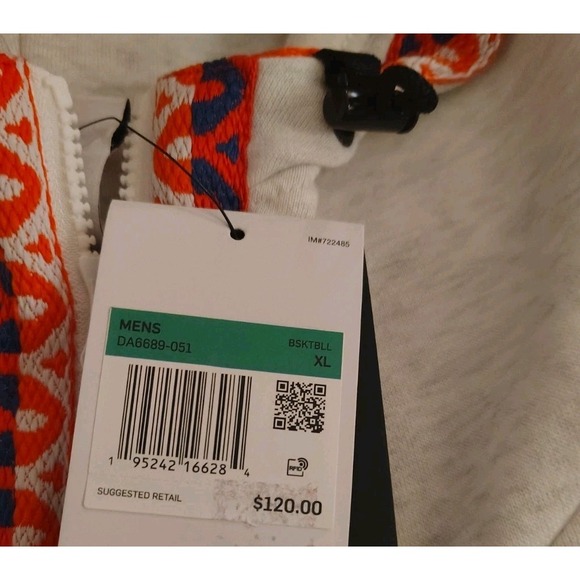 IM#722485
MENS
DA6689-051 BSKTBLL
XL
1 95242 16628 4
RFID
SUGGESTED RETAIL $120.00